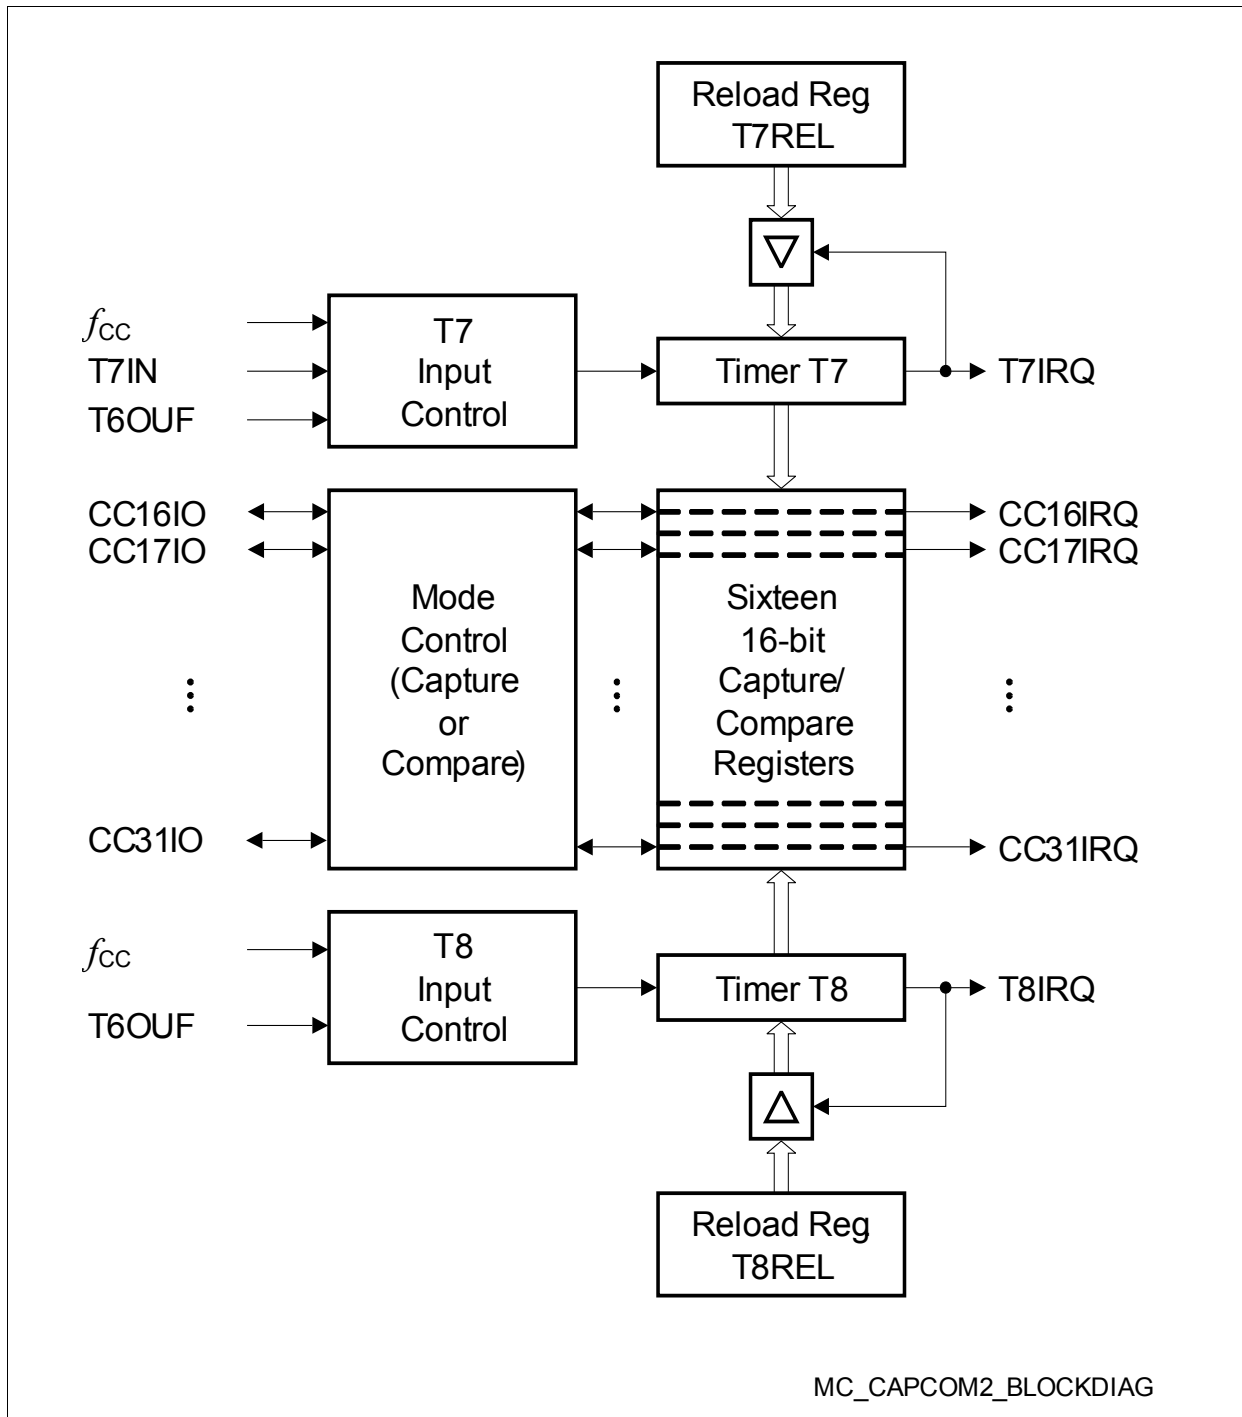 Reload Reg.
T7REL
fCC
T7IN
T6OUF
T7
Input
Control
Timer T7
T7IRQ
CC16IO
CC17IO
CC31IO
Mode
Control
(Capture
or
Compare)
Sixteen
16-bit
Capture/
Compare
Registers
CC16IRQ
CC17IRQ
CC31IRQ
fCC
T6OUF
T8
Input
Control
Timer T8
T8IRQ
Reload Reg.
T8REL
MC_CAPCOM2_BLOCKDIAG